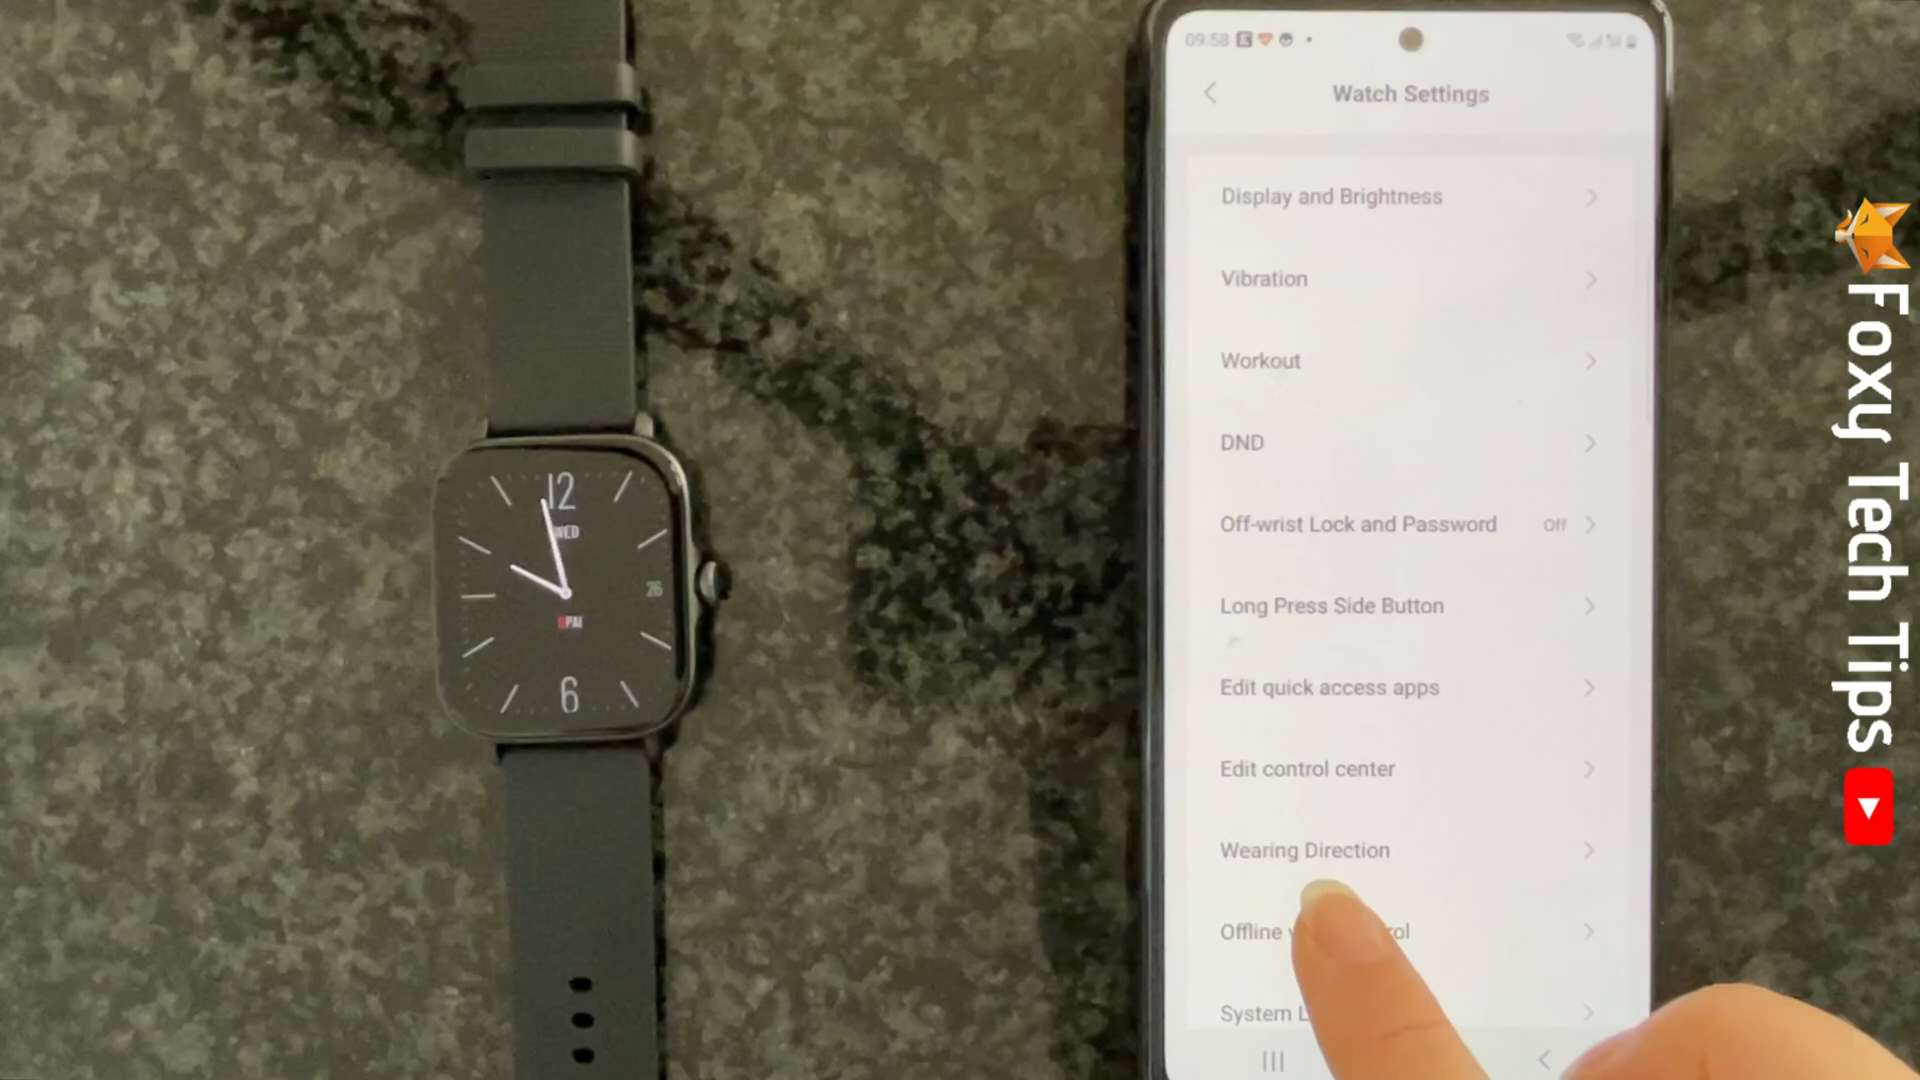 12
WED
26
PAI
6
09:58
Watch Settings
Display and Brightness
Vibration
Workout
DND
Off-wrist Lock and Password Off
Long Press Side Button
Edit quick access apps
Edit control center
Wearing Direction
Offline
System
Foxy Tech Tips